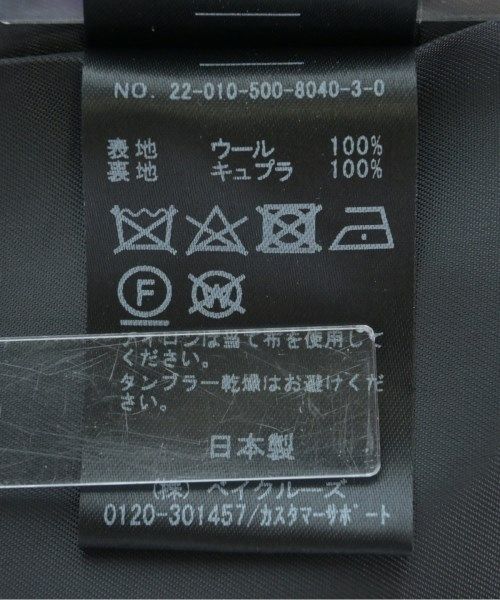 NO. 22-010-500-8040-3-0
表地 ウール 100%
裏地 キュプラ 100%
F
W
アイロンは当て布を使用して
ください。
タンブラー乾燥はお避けくだ
さい。
日本製
(株) ベイクルーズ
0120-301457/カスタマーサポート